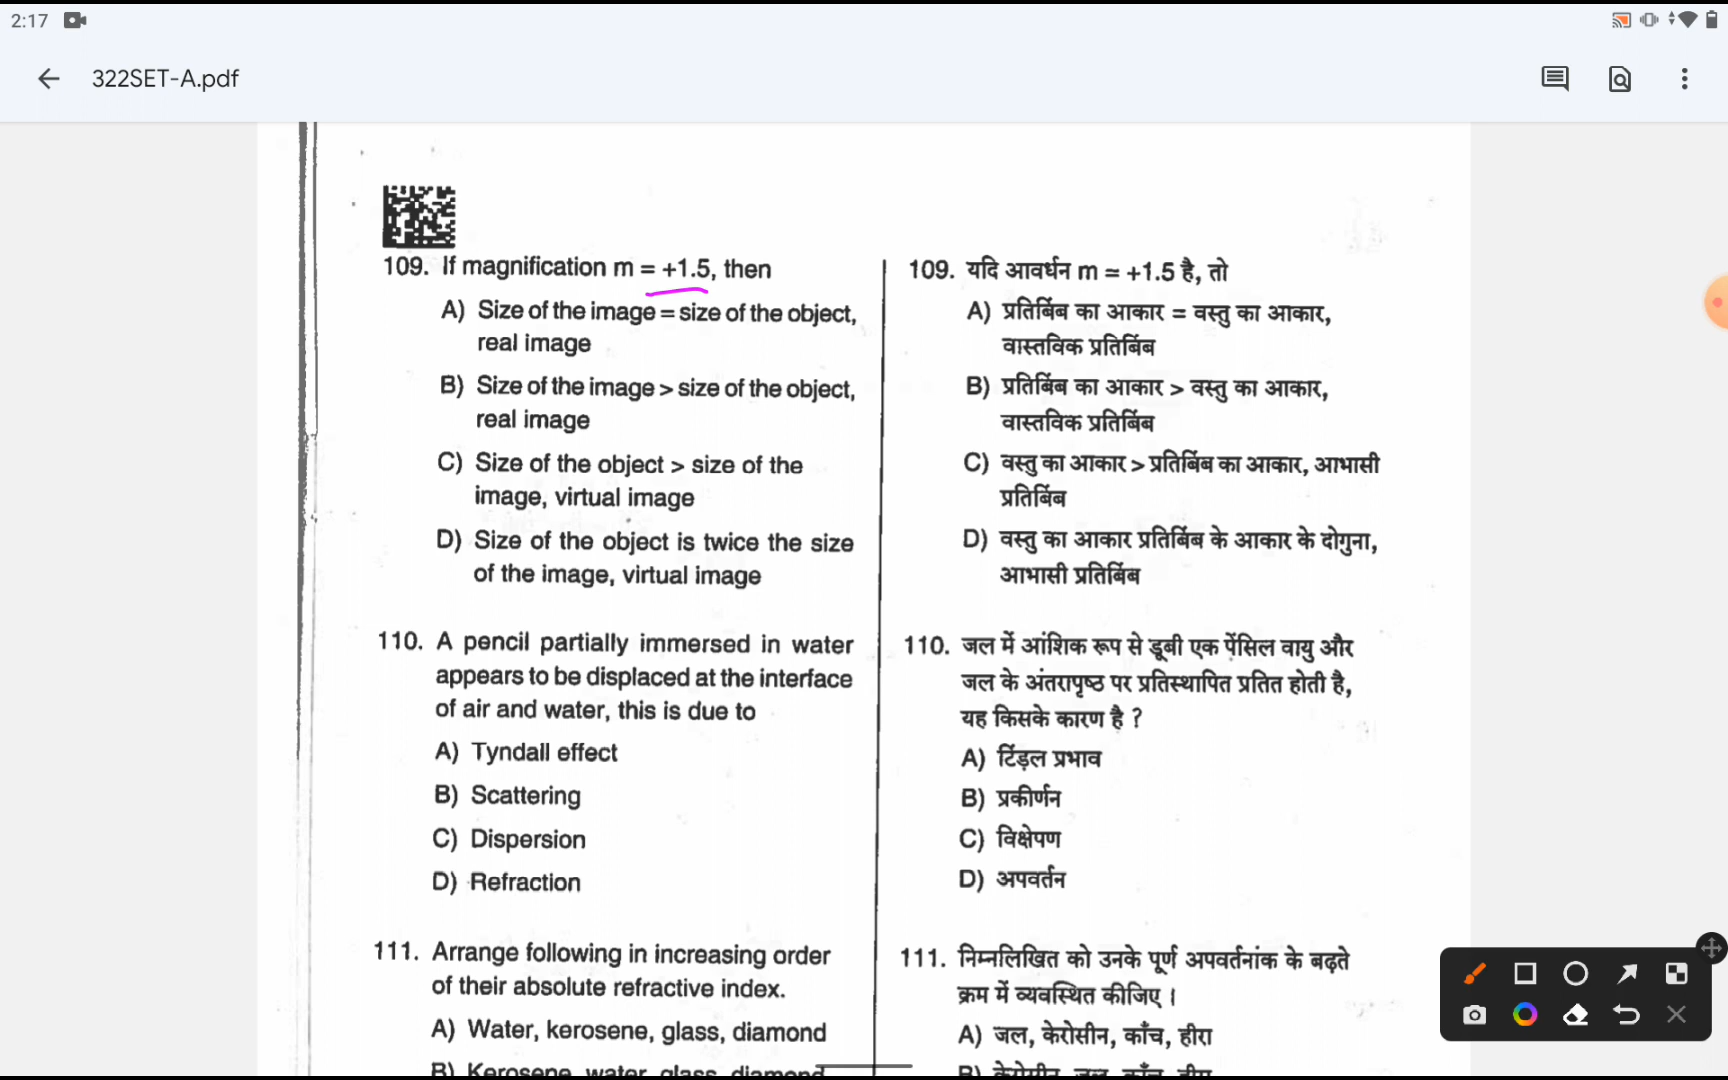 2:17
322SET-A.pdf
109. If magnification m = +1.5, then
A) Size of the image = size of the object,
real image
B) Size of the image > size of the object,
real image
C) Size of the object > size of the
image, virtual image
D) Size of the object is twice the size
of the image, virtual image
110. A pencil partially immersed in water
appears to be displaced at the interface
of air and water, this is due to
A) Tyndall effect
B) Scattering
C) Dispersion
D) Refraction
111. Arrange following in increasing order
of their absolute refractive index.
A) Water, kerosene, glass, diamond
B) Kerosene, water, glass, diamond
109. यदि आवर्धन m = +1.5 है, तो
A) प्रतिबिंब का आकार = वस्तु का आकार,
वास्तविक प्रतिबिंब
B) प्रतिबिंब का आकार > वस्तु का आकार,
वास्तविक प्रतिबिंब
C) वस्तु का आकार > प्रतिबिंब का आकार, आभासी
प्रतिबिंब
D) वस्तु का आकार प्रतिबिंब के आकार के दोगुना,
आभासी प्रतिबिंब
110. जल में आंशिक रूप से डूबी एक पेंसिल वायु और
जल के अंतरापृष्ठ पर प्रतिस्थापित प्रतित होती है,
यह किसके कारण है ?
A) टिंड्रल प्रभाव
B) प्रकीर्णन
C) विक्षेपण
D) अपवर्तन
111. निम्नलिखित को उनके पूर्ण अपवर्तनांक के बढ़ते
क्रम में व्यवस्थित कीजिए ।
A) जल, केरोसीन, काँच, हीरा
B) केरोसीन, जल, काँच, हीरा